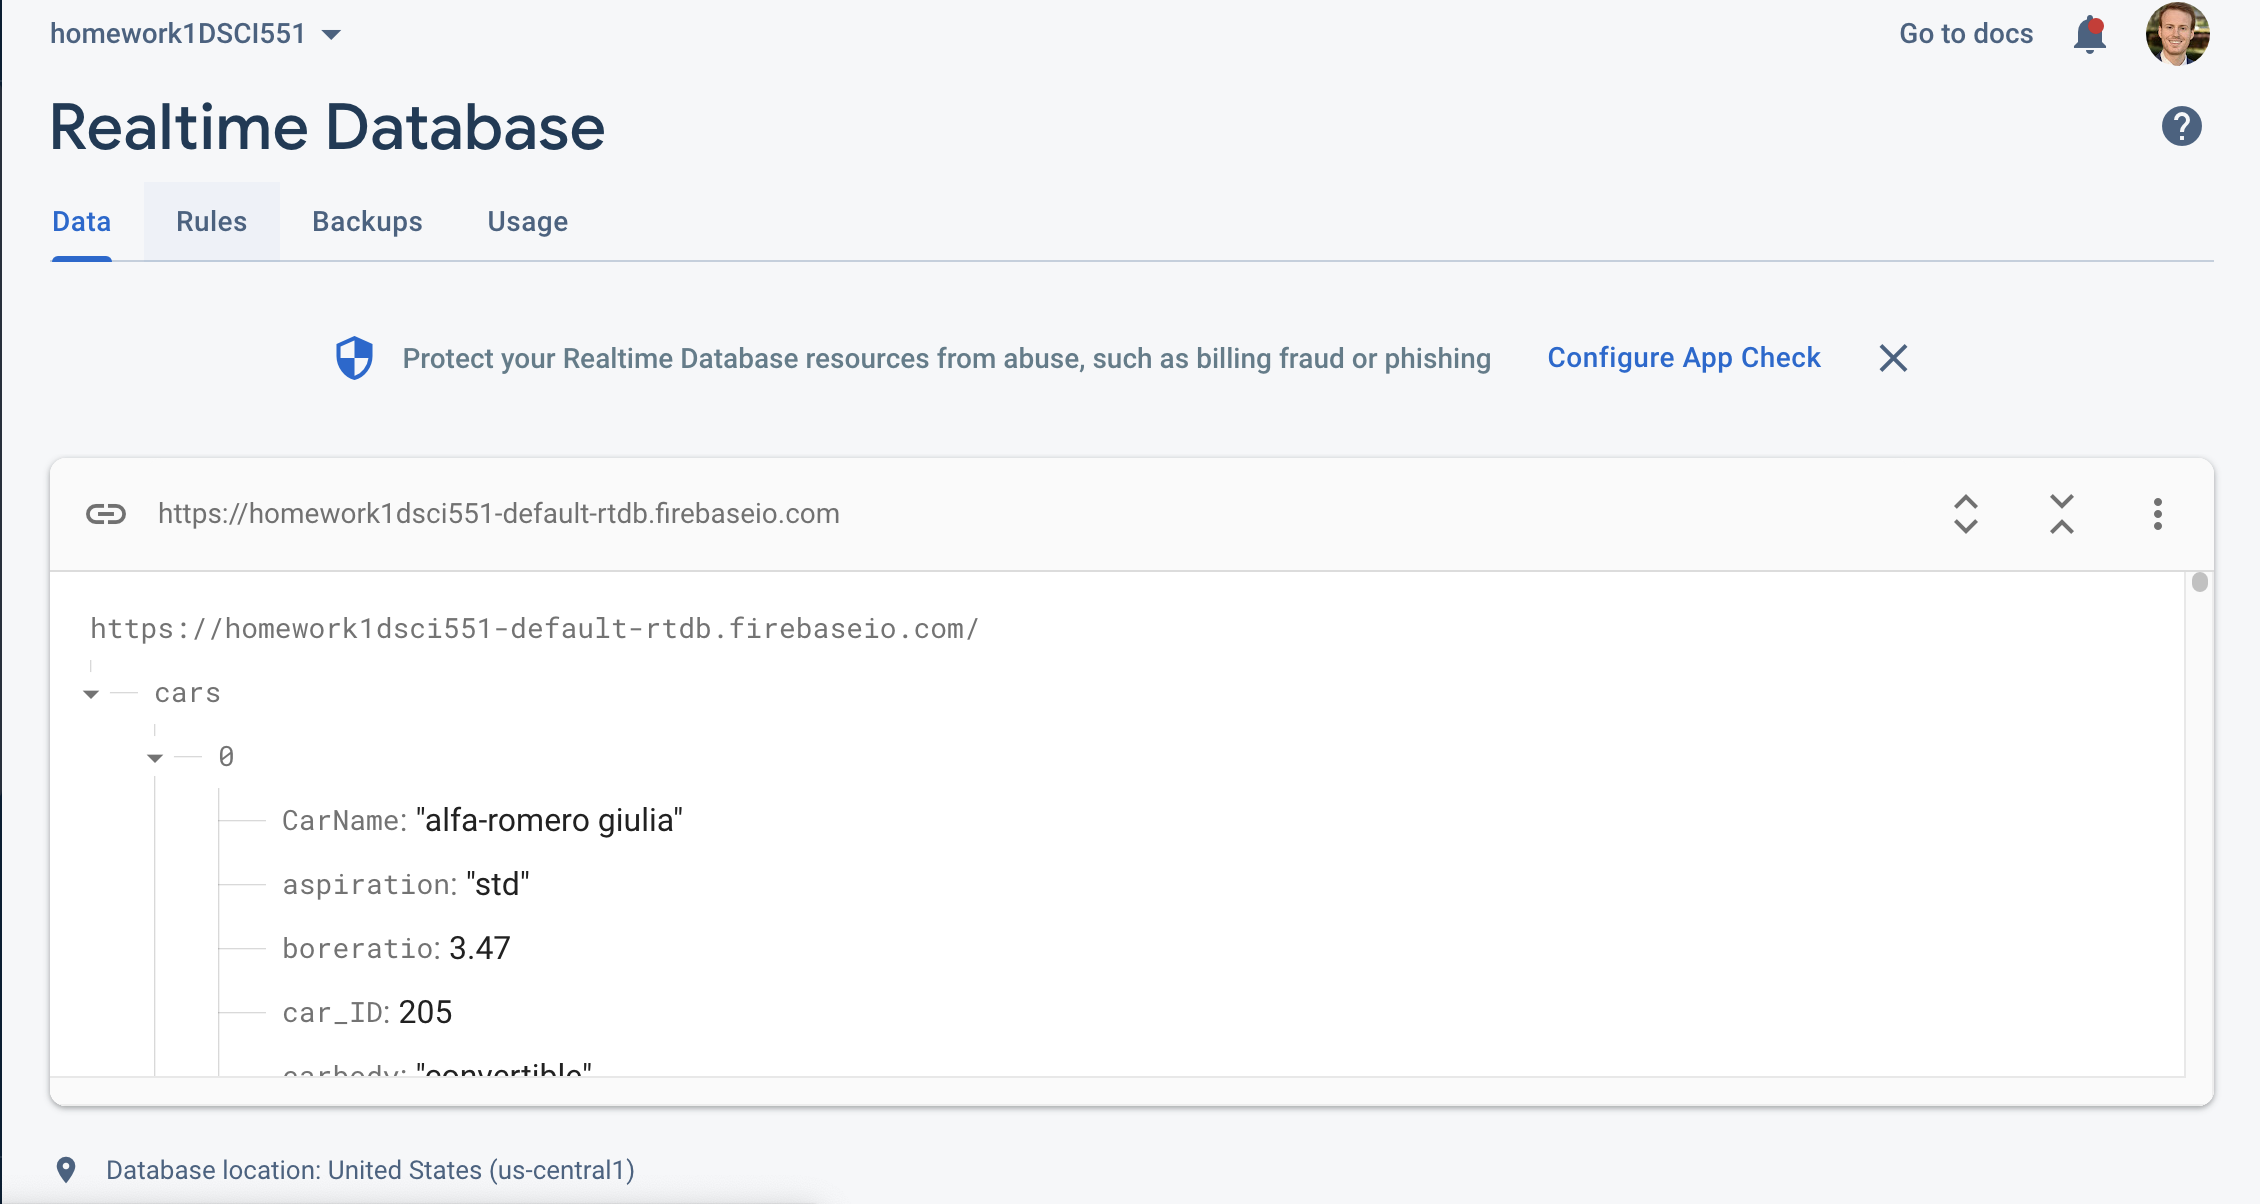 homework1DSCI551
Go to docs
Realtime Database
?
Data Rules Backups Usage
Protect your Realtime Database resources from abuse, such as billing fraud or phishing Configure App Check
https://homework1dsci551-default-rtdb.firebaseio.com
https://homework1dsci551-default-rtdb.firebaseio.com/
cars
0
CarName: "alfa-romero giulia"
aspiration: "std"
boreratio: 3.47
car_ID: 205
carbody: "convertible"
Database location: United States (us-central1)